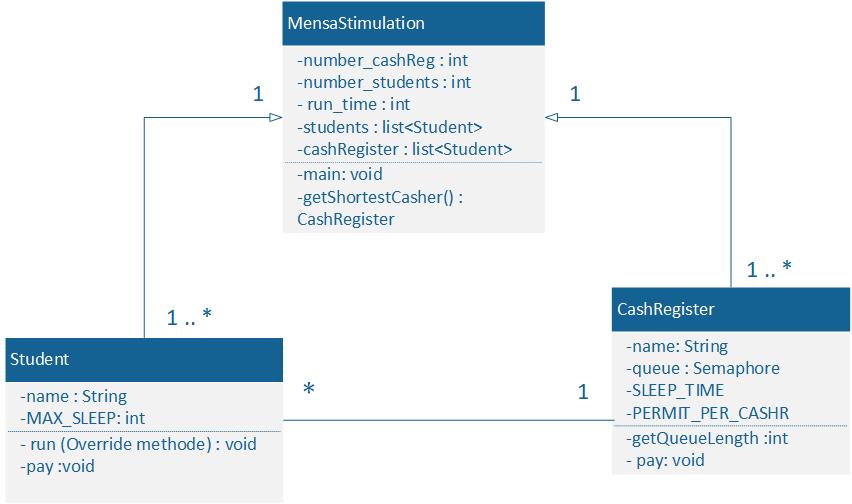 MensaStimulation
-number_cashReg : int
-number_students : int
- run_time : int
-students : list<Student>
-cashRegister : list<Student>
-main: void
-getShortestCasher() :
CashRegister
1
1
1 .. *
1 .. *
Student
-name : String
-MAX_SLEEP: int
- run (Override methode) : void
-pay :void
*
1
CashRegister
-name: String
-queue : Semaphore
-SLEEP_TIME
-PERMIT_PER_CASHR
-getQueueLength :int
- pay: void